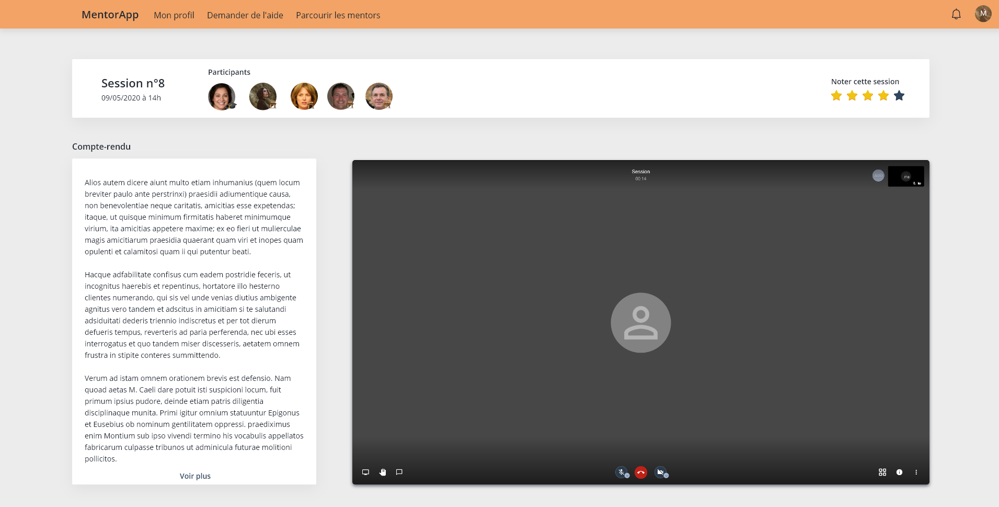 MentorApp
Mon profil
Demander de l'aide
Parcourir les mentors
M
Session n°8
09/05/2020 à 14h
Participants
Noter cette session
Compte-rendu
Alios autem dicere aiunt multo etiam inhumanius (quem locum
breviter paulo ante perstrinxi) praesidii adiumentique causa,
non benevolentiae neque caritatis, amicitias esse expetendas;
itaque, ut quisque minimum firmitatis haberet minimumque
virium, ita amicitias appetere maxime; ex eo fieri ut mulierculae
magis amicitiarum praesidia quaerant quam viri et inopes quam
opulenti et calamitosi quam ii qui putentur beati.
Hacque adfabilitate confisus cum eadem postridie feceris, ut
incognitus haerebis et repentinus, hortatore illo hesterno
clientes numerando, qui sis vel unde venias diutius ambigente
agnitus vero tandem et adscitus in amicitiam si te salutandi
adsiduitati dederis triennio indiscretus et per tot dierum
defueris tempus, reverteris ad paria perferenda, nec ubi esses
interrogatus et quo tandem miser discesseris, aetatem omnem
frustra in stipite conteres summittendo.
Verum ad istam omnem orationem brevis est defensio. Nam
quoad aetas M. Caeli dare potuit isti suspicioni locum, fuit
primum ipsius pudore, deinde etiam patris diligentia
disciplinaque munita. Primi igitur omnium statuuntur Epigonus
et Eusebius ob nominum gentilitatem oppressi. praediximus
enim Montium sub ipso vivendi termino his vocabulis appellatos
fabricarum culpasse tribunos ut adminicula futurae molitioni
pollicitos.
Voir plus
Session
00:14
me